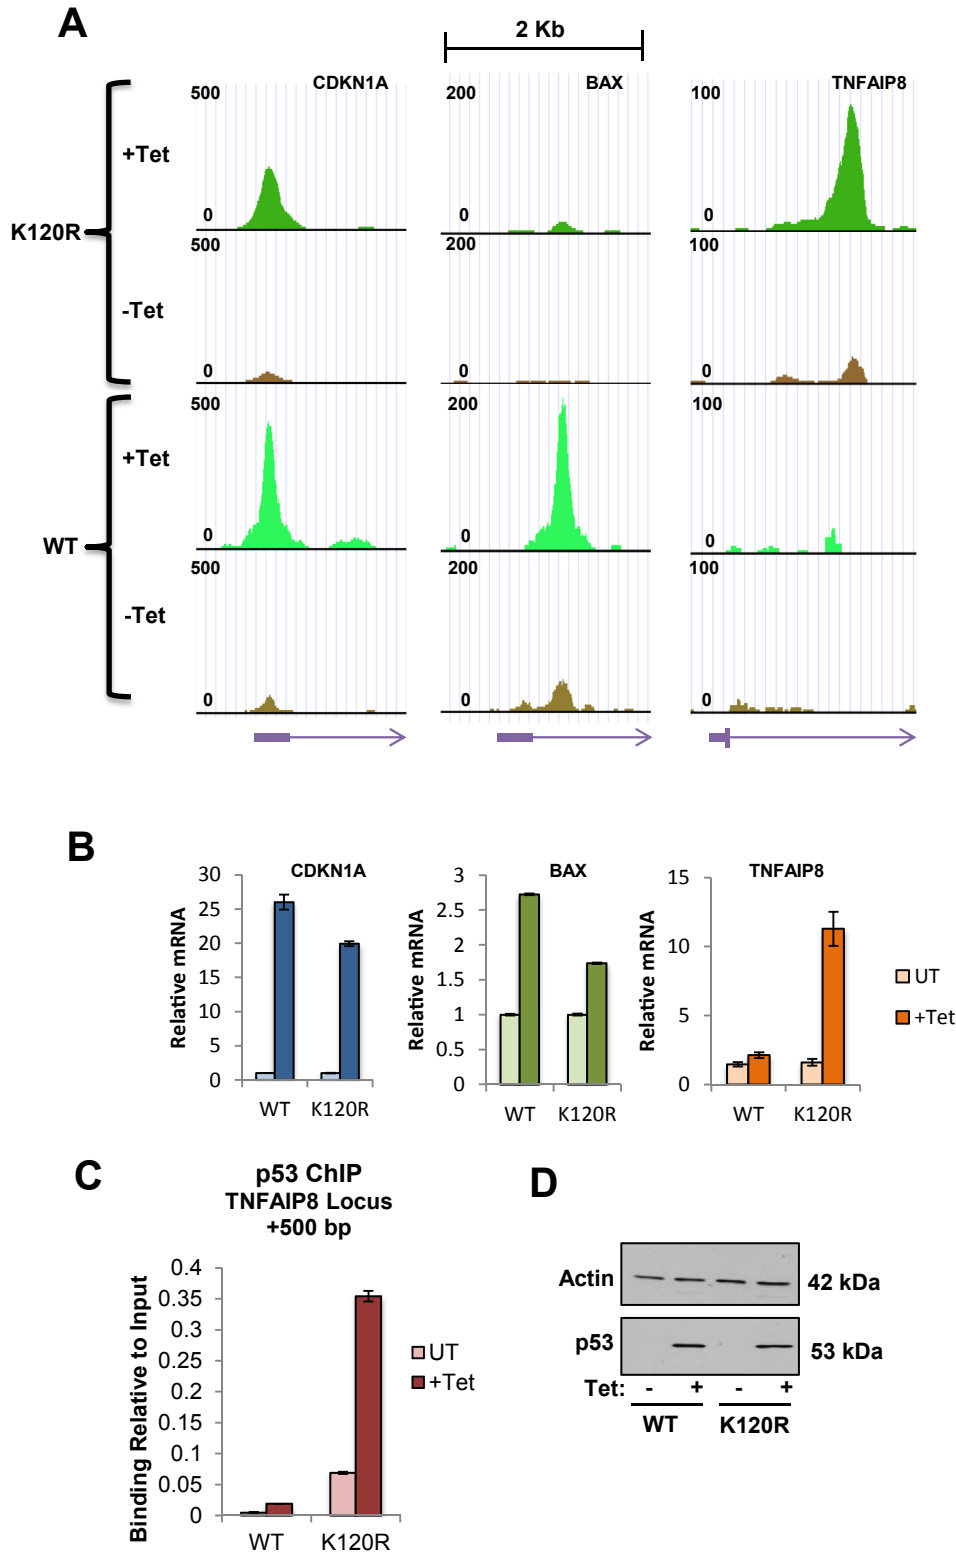 A
2 Kb
500 CDKN1A 200 BAX 100 TNFAIP8
+Tet
0 0 0
K120R
500 200 100
-Tet
0 0 0
500 200 100
+Tet
0 0 0
WT
500 200 100
-Tet
0 0 0
B
CDKN1A
Relative mRNA
30
25
20
15
10
5
0
WT K120R
BAX
Relative mRNA
3
2.5
2
1.5
1
0.5
0
WT K120R
TNFAIP8
Relative mRNA
15
10
5
0
WT K120R
UT
+Tet
C
p53 ChIP
TNFAIP8 Locus
+500 bp
Binding Relative to Input
0.4
0.35
0.3
0.25
0.2
0.15
0.1
0.05
0
WT K120R
UT
+Tet
D
Actin 42 kDa
p53 53 kDa
Tet: - + - +
WT K120R